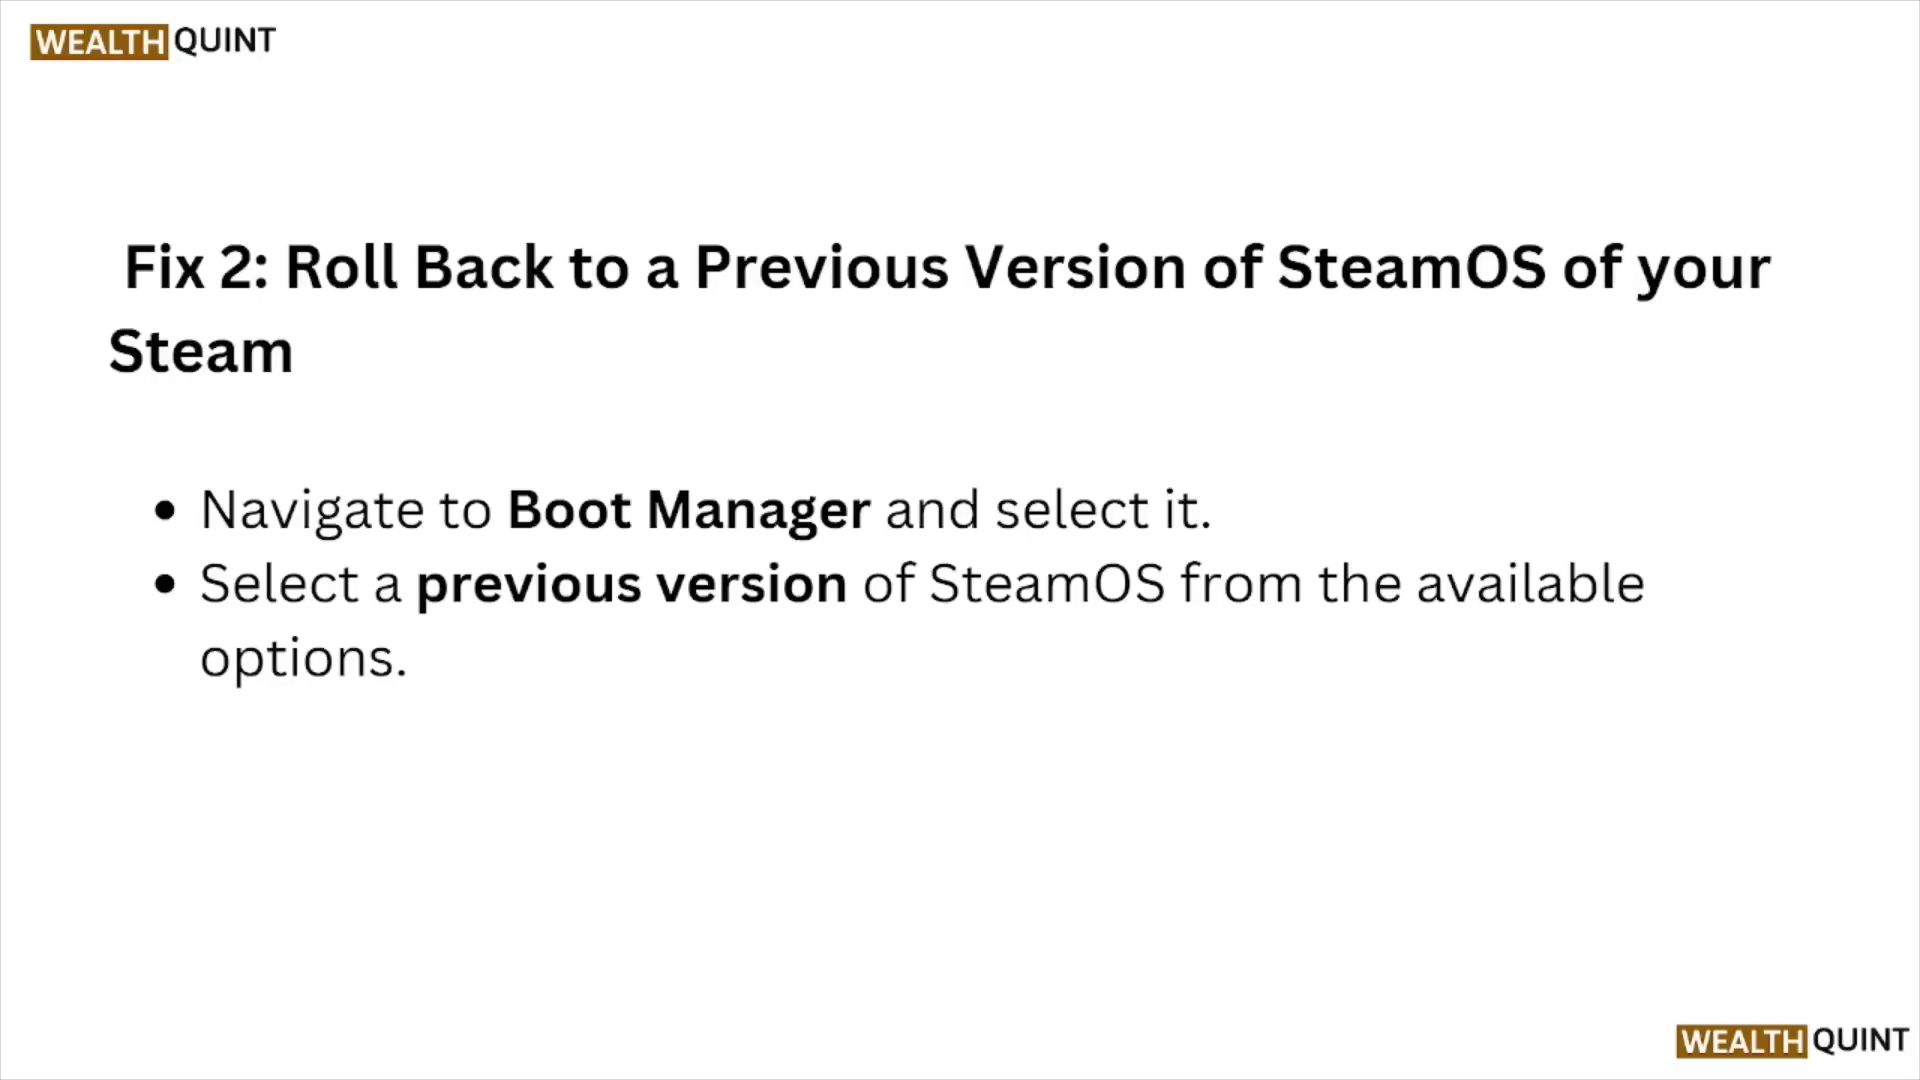 WEALTH QUINT
Fix 2: Roll Back to a Previous Version of SteamOS of your
Steam
• Navigate to Boot Manager and select it.
• Select a previous version of SteamOS from the available
options.
WEALTH QUINT